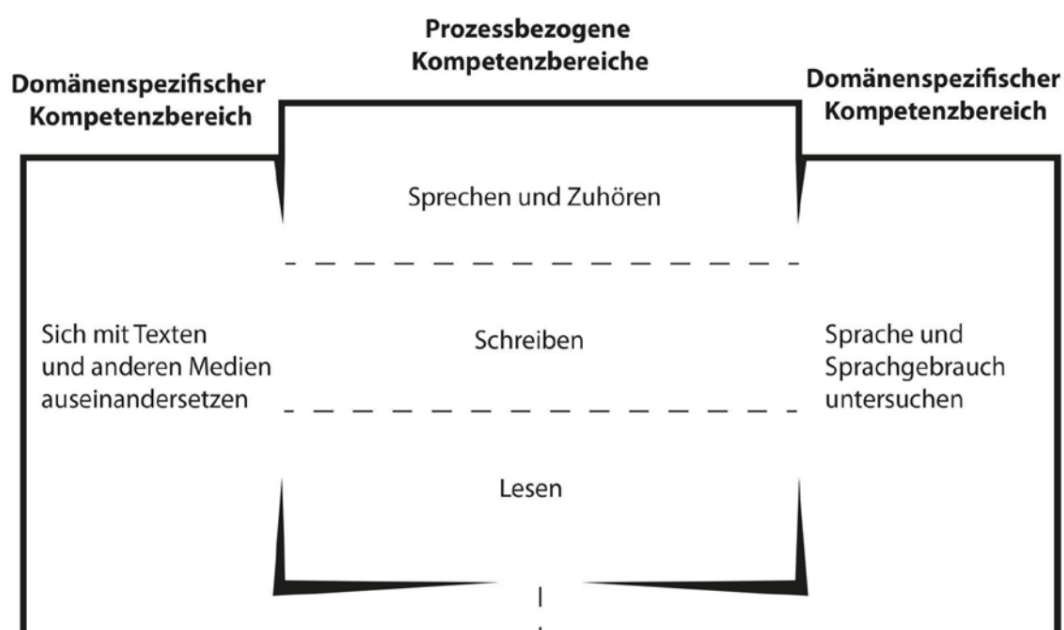 Prozessbezogene
Kompetenzbereiche
Domänenspezifischer
Kompetenzbereich
Domänenspezifischer
Kompetenzbereich
Sprechen und Zuhören
Sich mit Texten
und anderen Medien
auseinandersetzen
Schreiben
Sprache und
Sprachgebrauch
untersuchen
Lesen